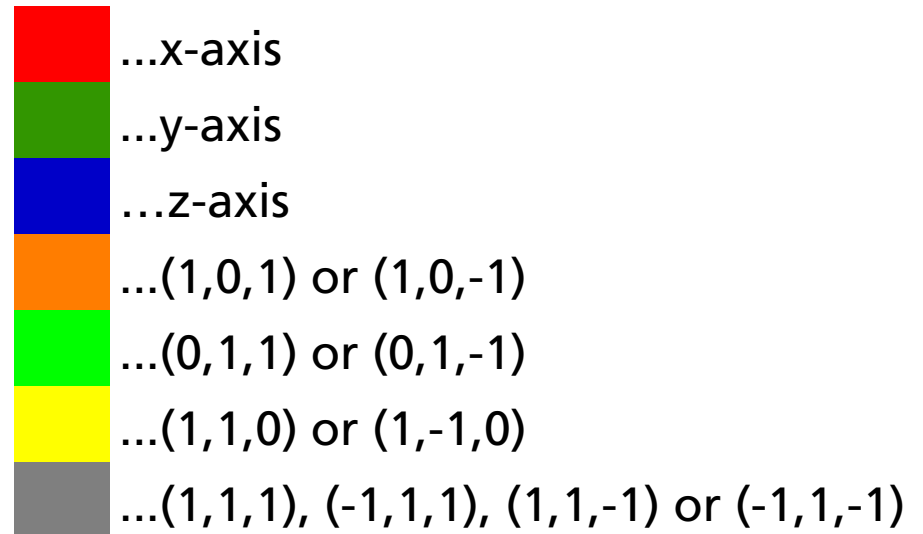 ...x-axis
...y-axis
...z-axis
...(1,0,1) or (1,0,-1)
...(0,1,1) or (0,1,-1)
...(1,1,0) or (1,-1,0)
...(1,1,1), (-1,1,1), (1,1,-1) or (-1,1,-1)